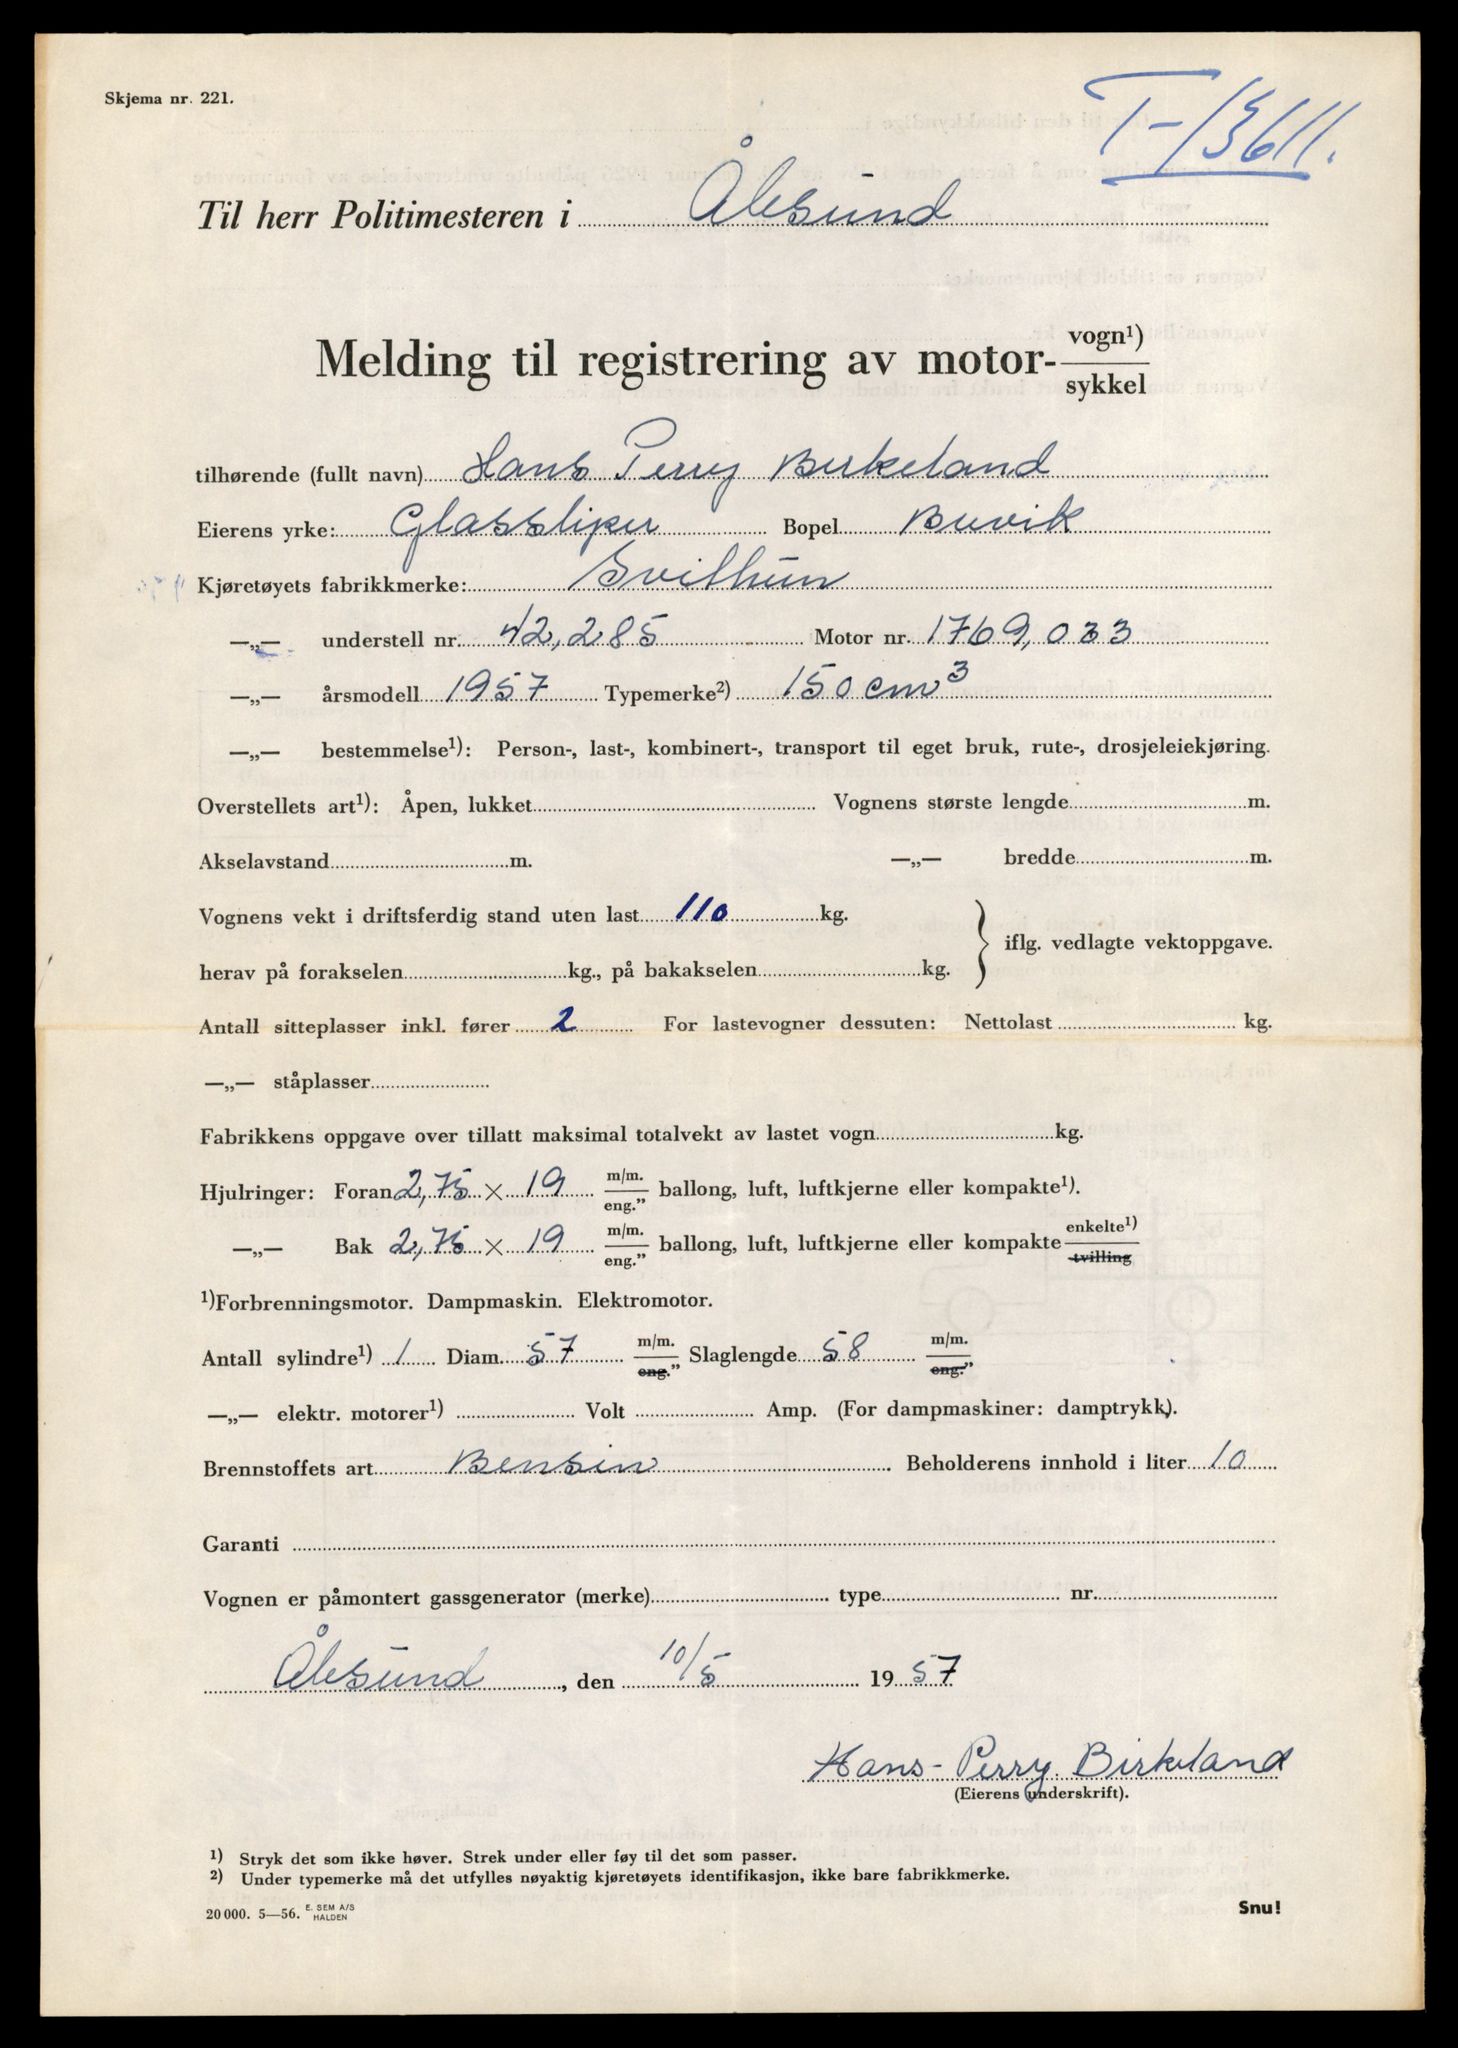 Skjema nr. 221.
T-13611.
Til herr Politimesteren i Ålesund
Melding til registrering av motor- vogn¹) sykkel
tilhørende (fullt navn) Hans Perry Birkeland
Eierens yrke: Glassliper Bopel Buvik
Kjøretøyets fabrikkmerke: Svithun
—„— understell nr. 42,285 Motor nr. 1769,033
—„— årsmodell 1957 Typemerke²) 150 cm³
—„— bestemmelse¹): Person-, last-, kombinert-, transport til eget bruk, rute-, drosjeleiekjøring.
Overstellets art¹): Åpen, lukket Vognens største lengde m.
Akselavstand m. —„— bredde m.
Vognens vekt i driftsferdig stand uten last 110 kg.
iflg. vedlagte vektoppgave.
herav på forakselen kg., på bakakselen kg.
Antall sitteplasser inkl. fører 2 For lastevogner dessuten: Nettolast kg.
—„— ståplasser
Fabrikkens oppgave over tillatt maksimal totalvekt av lastet vogn kg.
Hjulringer: Foran 2,75 × 19 m/m. eng.” ballong, luft, luftkjerne eller kompakte¹).
—„— Bak 2,75 × 19 m/m. eng.” ballong, luft, luftkjerne eller kompakte enkelte¹) tvilling
¹)Forbrenningsmotor. Dampmaskin. Elektromotor.
Antall sylindre¹) 1 Diam. 57 m/m. eng.” Slaglengde 58 m/m. eng.”
—„— elektr. motorer¹) Volt Amp. (For dampmaskiner: damptrykk).
Brennstoffets art Bensin Beholderens innhold i liter 10
Garanti
Vognen er påmontert gassgenerator (merke) type nr.
Ålesund, den 10/5 1957
Hans-Perry Birkeland
(Eierens underskrift).
¹) Stryk det som ikke høver. Strek under eller føy til det som passer.
²) Under typemerke må det utfylles nøyaktig kjøretøyets identifikasjon, ikke bare fabrikkmerke.
20 000. 5—56. E. SEM A/S HALDEN
Snu!